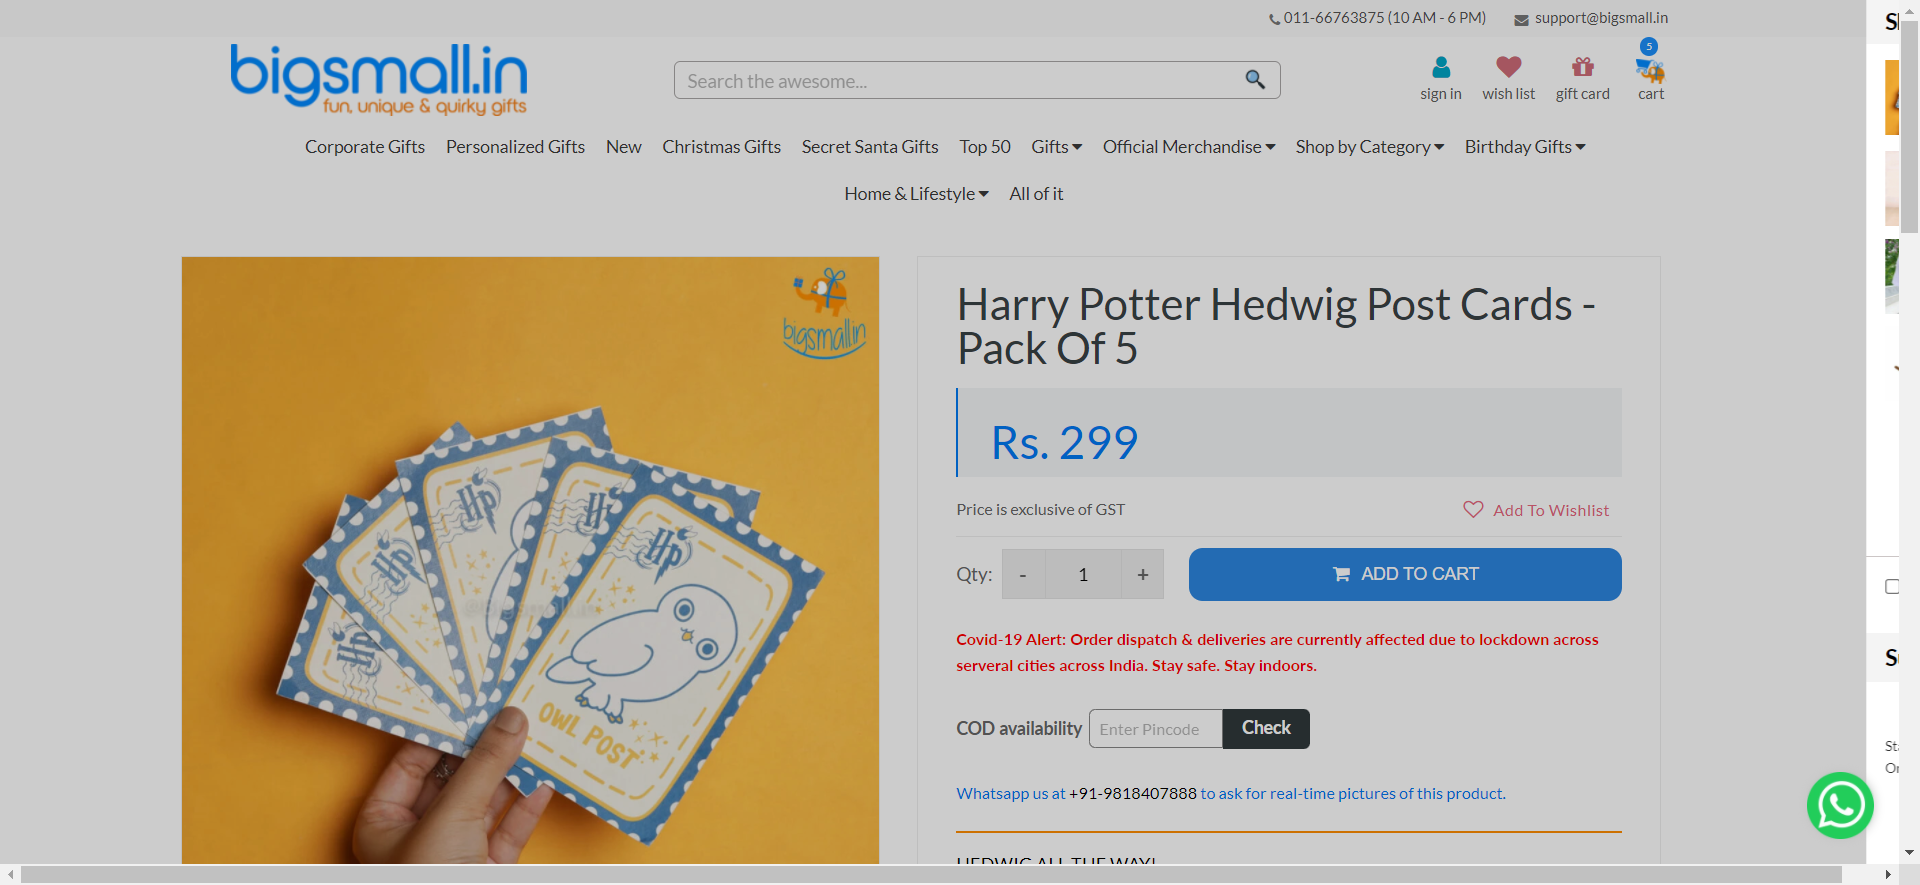 011-66763875 (10 AM - 6 PM) support@bigsmall.in
bigsmall.in
fun, unique & quirky gifts
Search the awesome...
5
sign in wish list gift card cart
Corporate Gifts Personalized Gifts New Christmas Gifts Secret Santa Gifts Top 50 Gifts Official Merchandise Shop by Category Birthday Gifts
Home & Lifestyle All of it
bigsmall.in
Hp
Hp
Hp
Hp
OWL POST
Harry Potter Hedwig Post Cards -
Pack Of 5
Rs. 299
Price is exclusive of GST Add To Wishlist
Qty: - 1 + ADD TO CART
Covid-19 Alert: Order dispatch & deliveries are currently affected due to lockdown across
serveral cities across India. Stay safe. Stay indoors.
COD availability Enter Pincode Check
Whatsapp us at +91-9818407888 to ask for real-time pictures of this product.
HEDWIG ALL THE WAY!